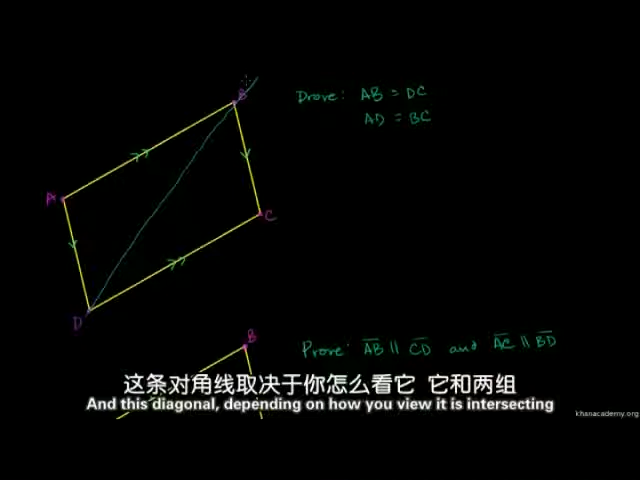 B
Prove: AB = DC
AD = BC
A
C
D
B
Prove: AB || CD and AC || BD
这条对角线取决于你怎么看它 它和两组
And this diagonal, depending on how you view it is intersecting
khanacademy.org